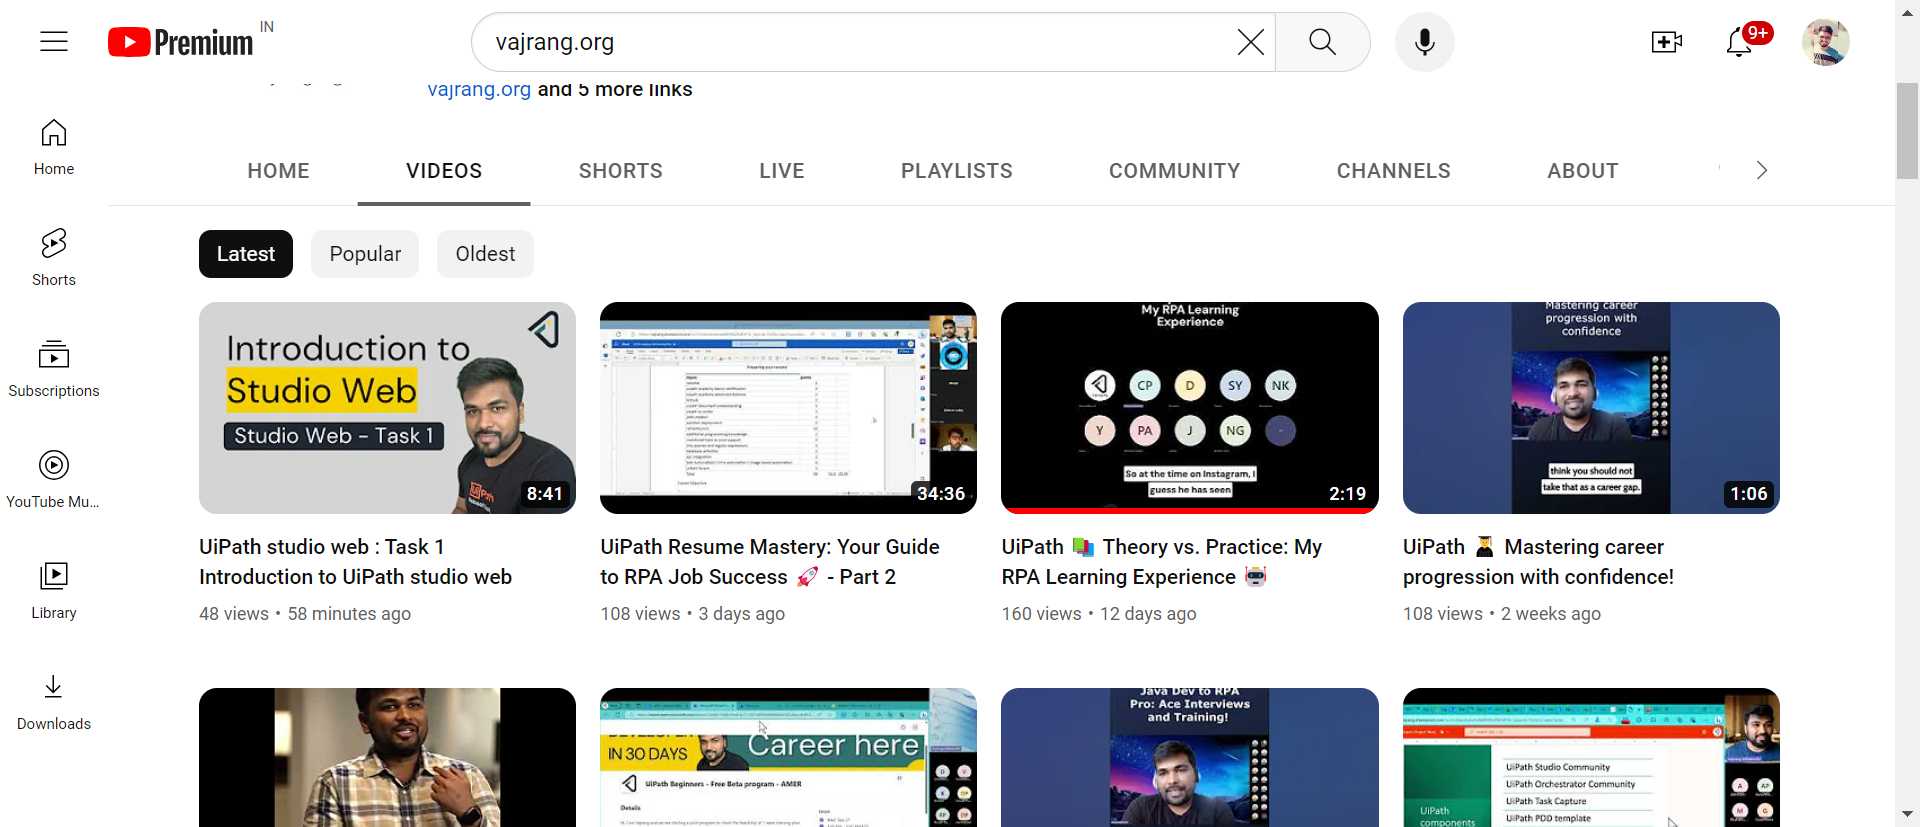 Premium IN
vajrang.org
9+
vajrang.org and 5 more links
Home
Shorts
Subscriptions
YouTube Mu...
Library
Downloads
HOME VIDEOS SHORTS LIVE PLAYLISTS COMMUNITY CHANNELS ABOUT
Latest Popular Oldest
Introduction to
Studio Web
Studio Web - Task 1
UiPath
8:41
34:36
My RPA Learning
Experience
CP D SY NK
Y PA J NG
So at the time on Instagram, I
guess he has seen
2:19
Mastering career
progression with
confidence
think you should not
take that as a career gap.
1:06
UiPath studio web : Task 1
Introduction to UiPath studio web
48 views • 58 minutes ago
UiPath Resume Mastery: Your Guide
to RPA Job Success 🚀 - Part 2
108 views • 3 days ago
UiPath 📚 Theory vs. Practice: My
RPA Learning Experience 🤖
160 views • 12 days ago
UiPath 👨‍🎓 Mastering career
progression with confidence!
108 views • 2 weeks ago
IN 30 DAYS
Career here
UiPath Beginners - Free Beta program - AMER
Details
Java Dev to RPA
Pro: Ace Interviews
and Training!
UiPath
components
UiPath Studio Community
UiPath Orchestrator Community
UiPath Task Capture
UiPath PDD template